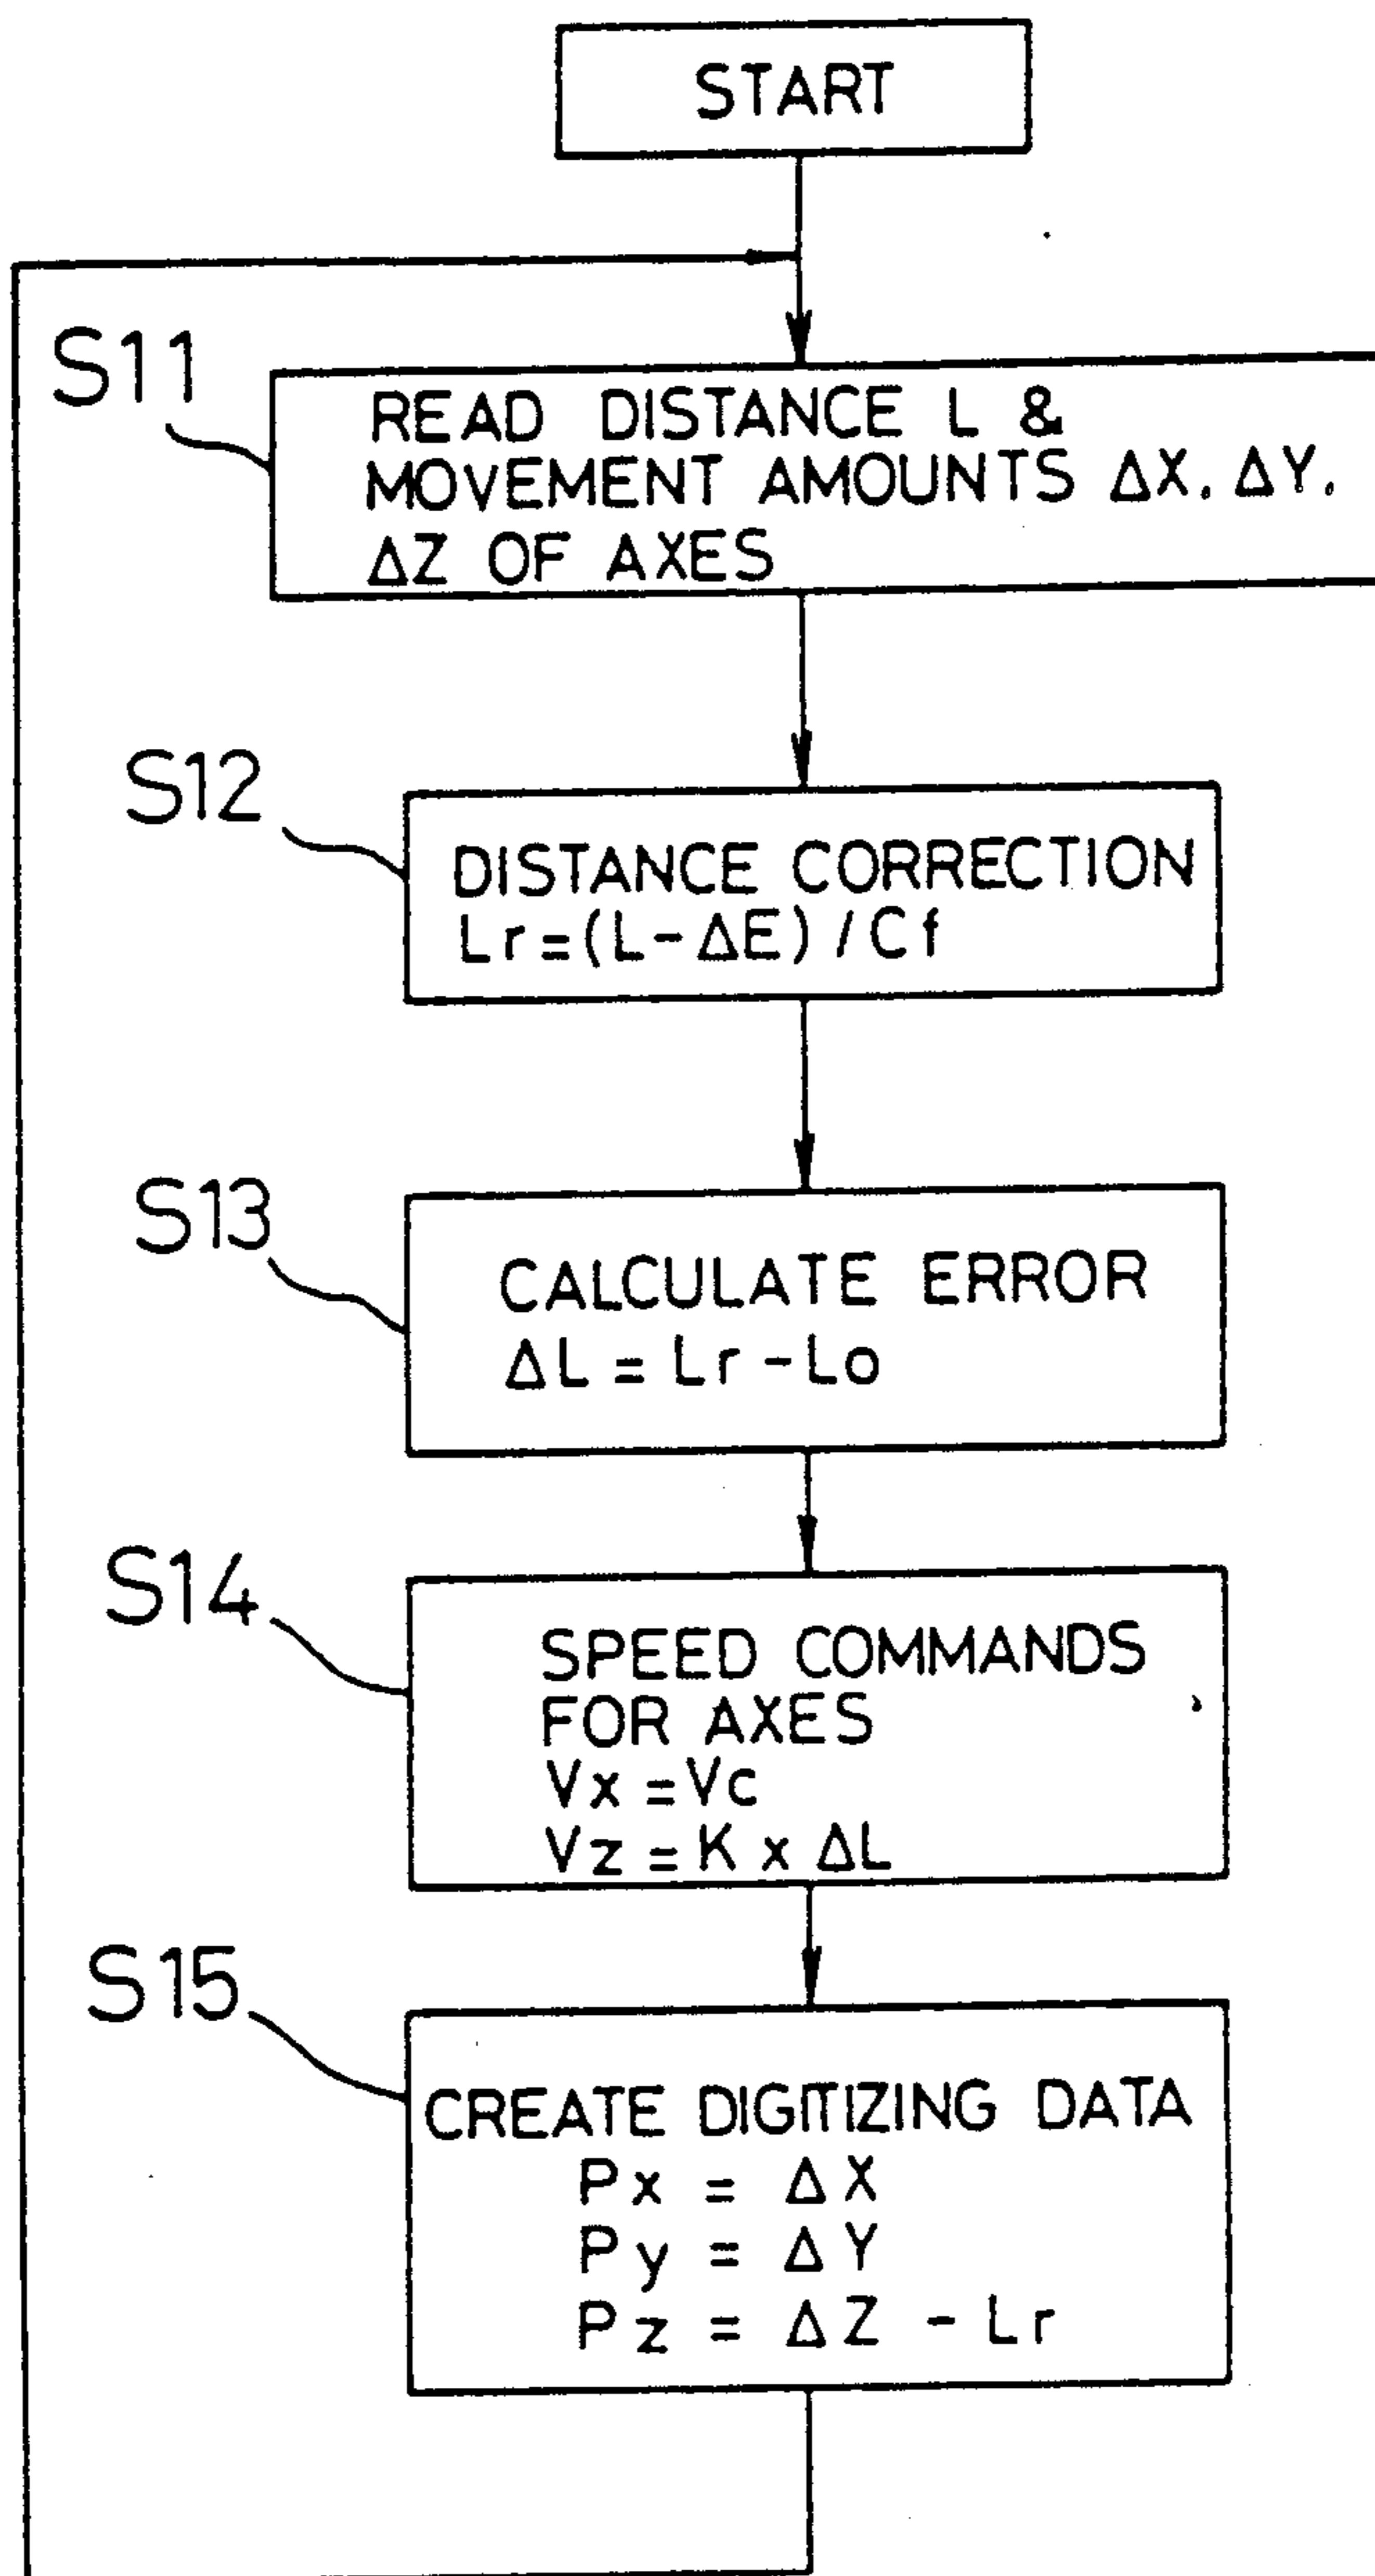 START
S11
READ DISTANCE L &
MOVEMENT AMOUNTS ΔX. ΔY.
ΔZ OF AXES
S12
DISTANCE CORRECTION
Lr=(L-ΔE)/Cf
S13
CALCULATE ERROR
ΔL = Lr - Lo
S14
SPEED COMMANDS
FOR AXES
Vx = Vc
Vz = K x ΔL
S15
CREATE DIGITIZING DATA
Px = ΔX
Py = ΔY
Pz = ΔZ - Lr